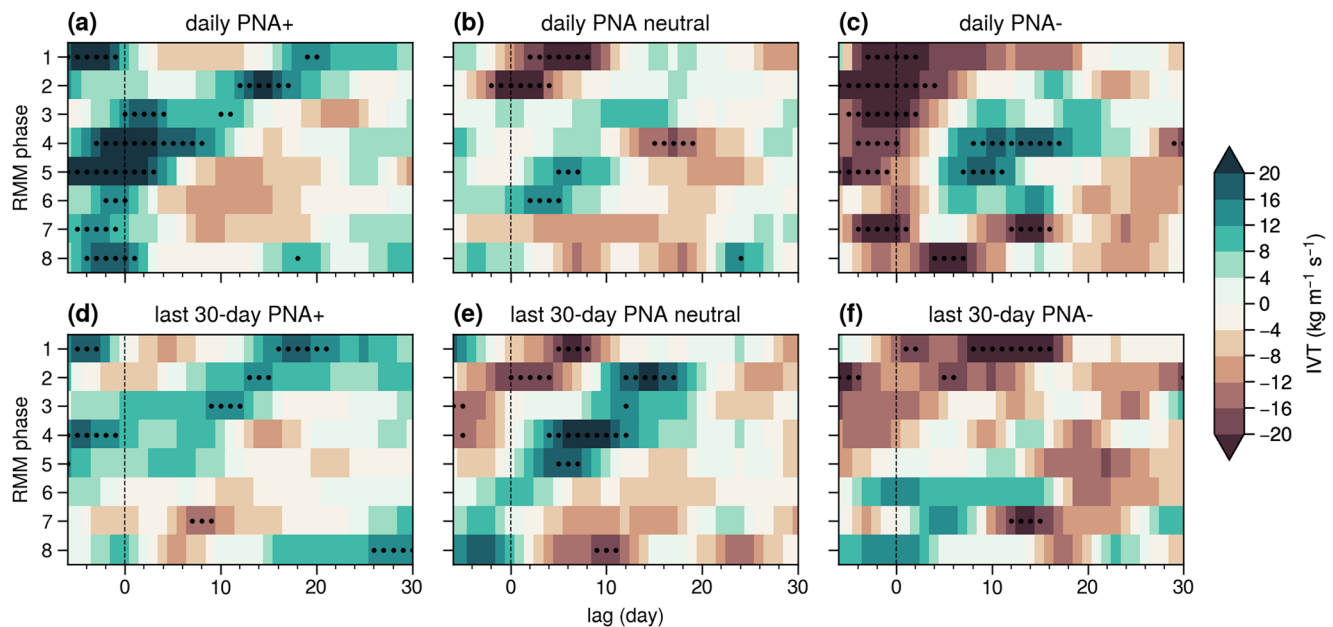 (a) daily PNA+
(b) daily PNA neutral
(c) daily PNA-
RMM phase
1
2
3
4
5
6
7
8
(d) last 30-day PNA+
(e) last 30-day PNA neutral
(f) last 30-day PNA-
RMM phase
1
2
3
4
5
6
7
8
0 10 20 30
0 10 20 30
0 10 20 30
lag (day)
20
16
12
8
4
0
−4
−8
−12
−16
−20
IVT (kg m⁻¹ s⁻¹)